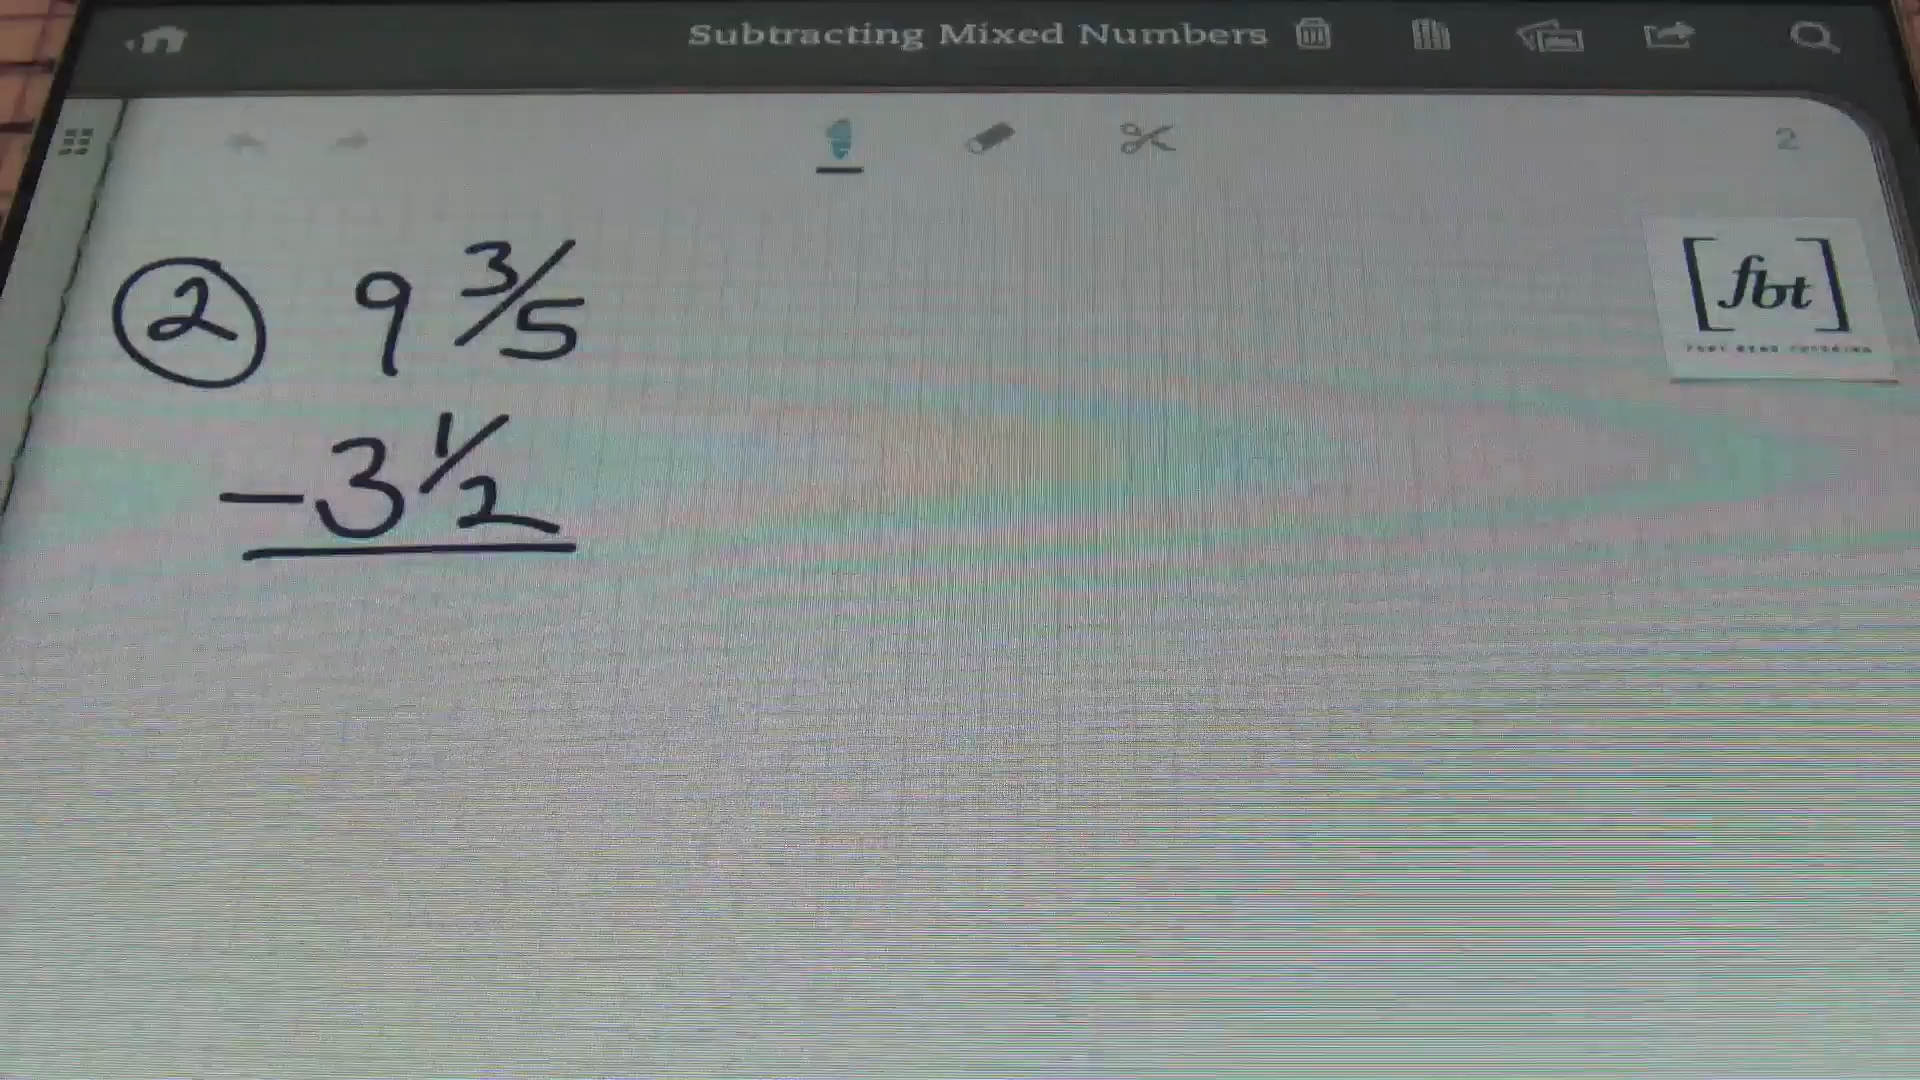 Subtracting Mixed Numbers
2
② 9 3/5
[fbt]
- 3 1/2